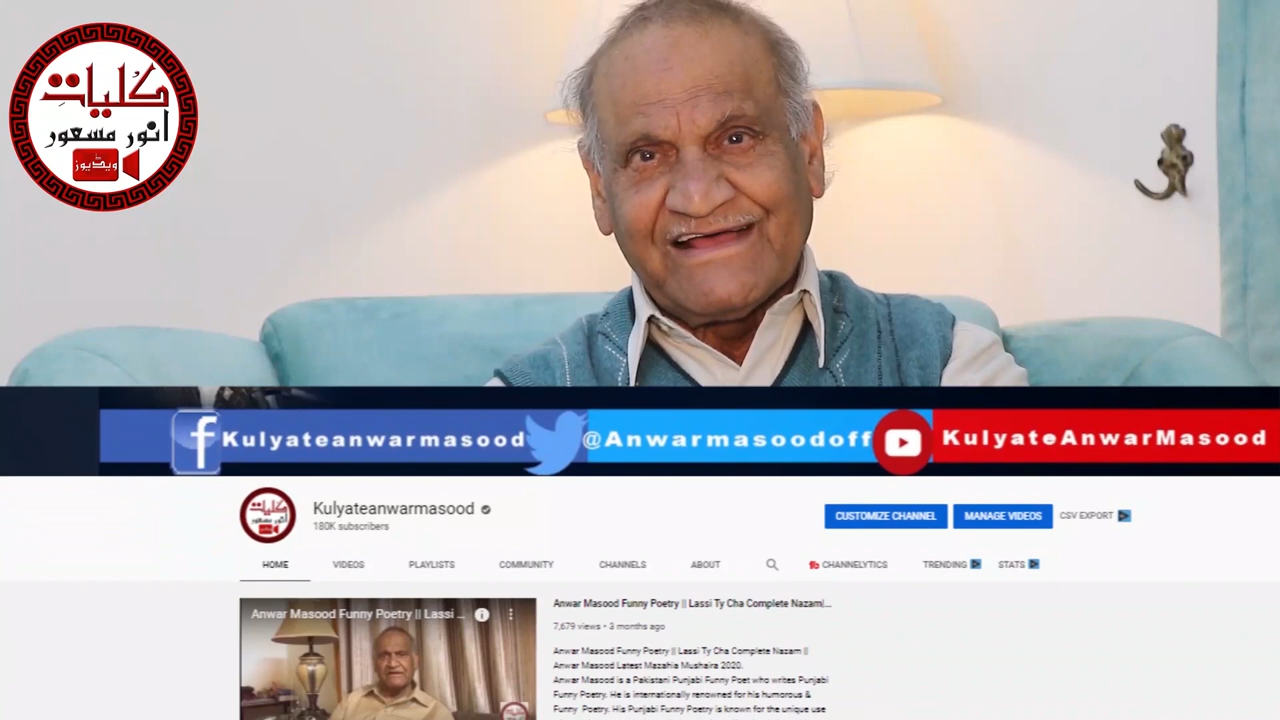 کلیاتِ
انور مسعود
ویڈیوز
Kulyateanwarmasood
@Anwarmasoodoff
KulyateAnwarMasood
کلیاتِ
انور مسعود
Kulyateanwarmasood
180K subscribers
CUSTOMIZE CHANNEL
MANAGE VIDEOS
CSV EXPORT
HOME VIDEOS PLAYLISTS COMMUNITY CHANNELS ABOUT CHANNELYTICS TRENDING STATS
Anwar Masood Funny Poetry || Lassi ...
Anwar Masood Funny Poetry || Lassi Ty Cha Complete Nazam|...
7,679 views • 3 months ago
Anwar Masood Funny Poetry || Lassi Ty Cha Complete Nazam ||
Anwar Masood Latest Mazahia Mushaira 2020.
Anwar Masood is a Pakistani Punjabi Funny Poet who writes Punjabi
Funny Poetry. He is internationally renowned for his humorous &
Funny Poetry. His Punjabi Funny Poetry is known for the unique use